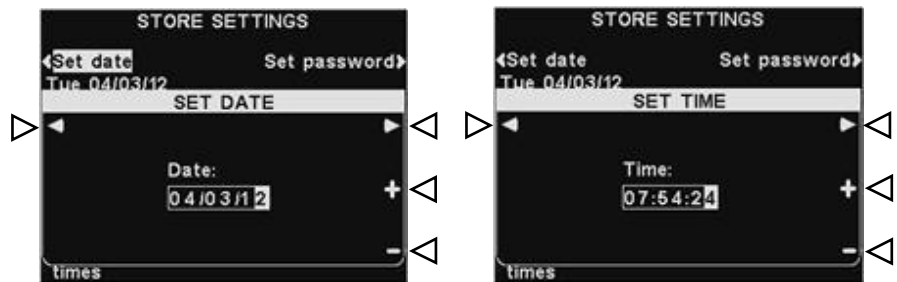 STORE SETTINGS
◂Set date Set password▸
Tue 04/03/12
SET DATE
◀ ▶
Date:
04/03/12
+
−
times
STORE SETTINGS
◂Set date Set password▸
Tue 04/03/12
SET TIME
◀ ▶
Time:
07:54:24
+
−
times